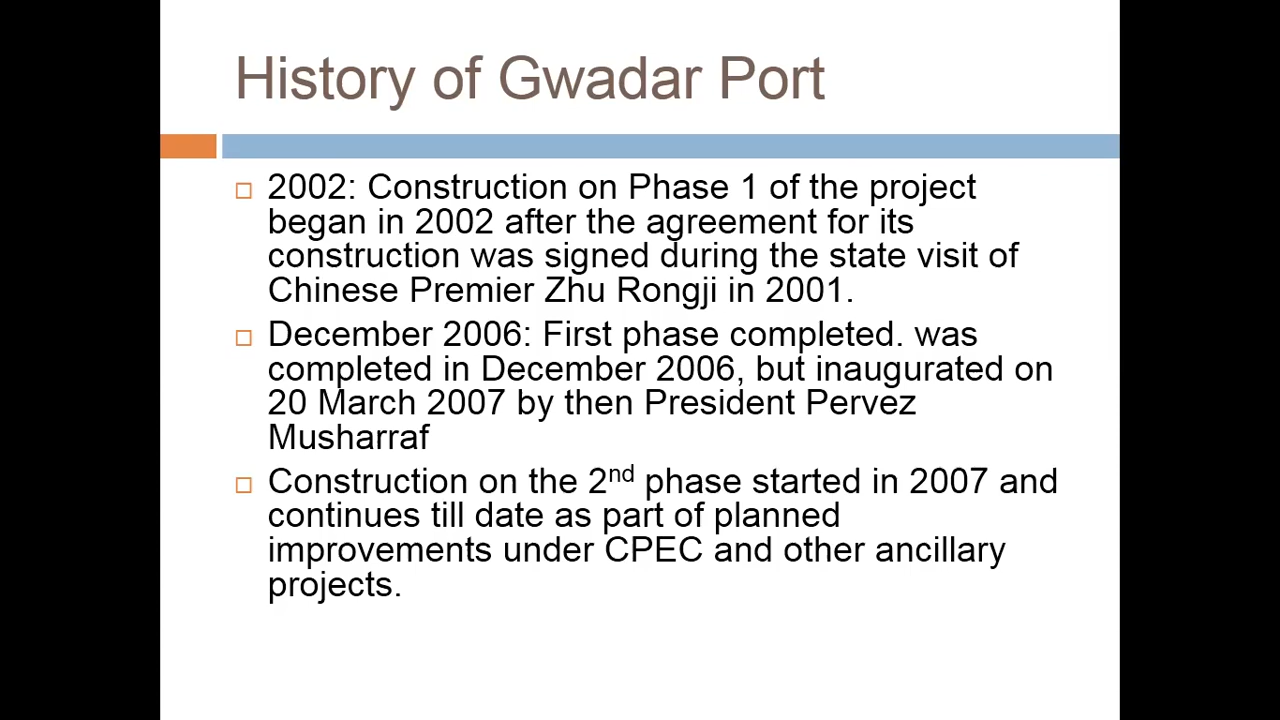 History of Gwadar Port
2002: Construction on Phase 1 of the project
began in 2002 after the agreement for its
construction was signed during the state visit of
Chinese Premier Zhu Rongji in 2001.
December 2006: First phase completed. was
completed in December 2006, but inaugurated on
20 March 2007 by then President Pervez
Musharraf
Construction on the 2nd phase started in 2007 and
continues till date as part of planned
improvements under CPEC and other ancillary
projects.